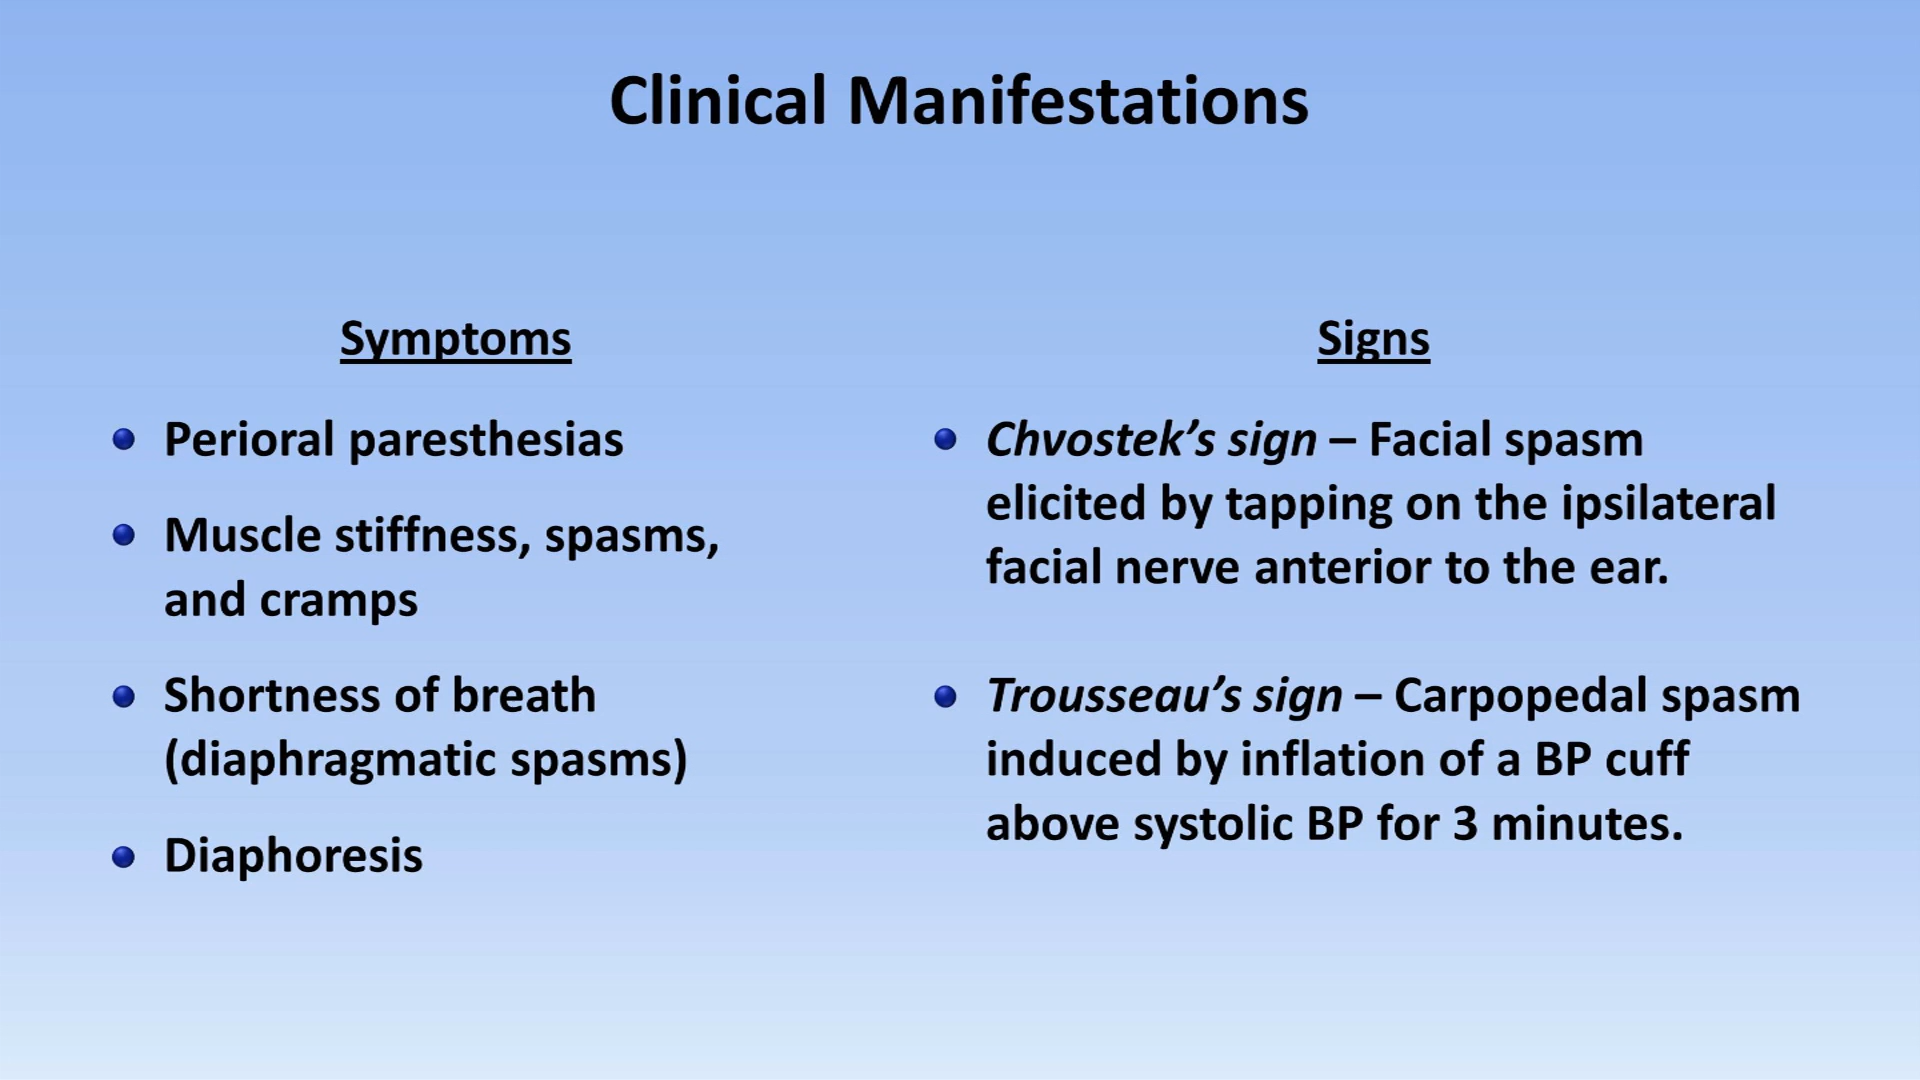 Clinical Manifestations
Symptoms
Perioral paresthesias
Muscle stiffness, spasms,
and cramps
Shortness of breath
(diaphragmatic spasms)
Diaphoresis
Signs
Chvostek’s sign – Facial spasm
elicited by tapping on the ipsilateral
facial nerve anterior to the ear.
Trousseau’s sign – Carpopedal spasm
induced by inflation of a BP cuff
above systolic BP for 3 minutes.